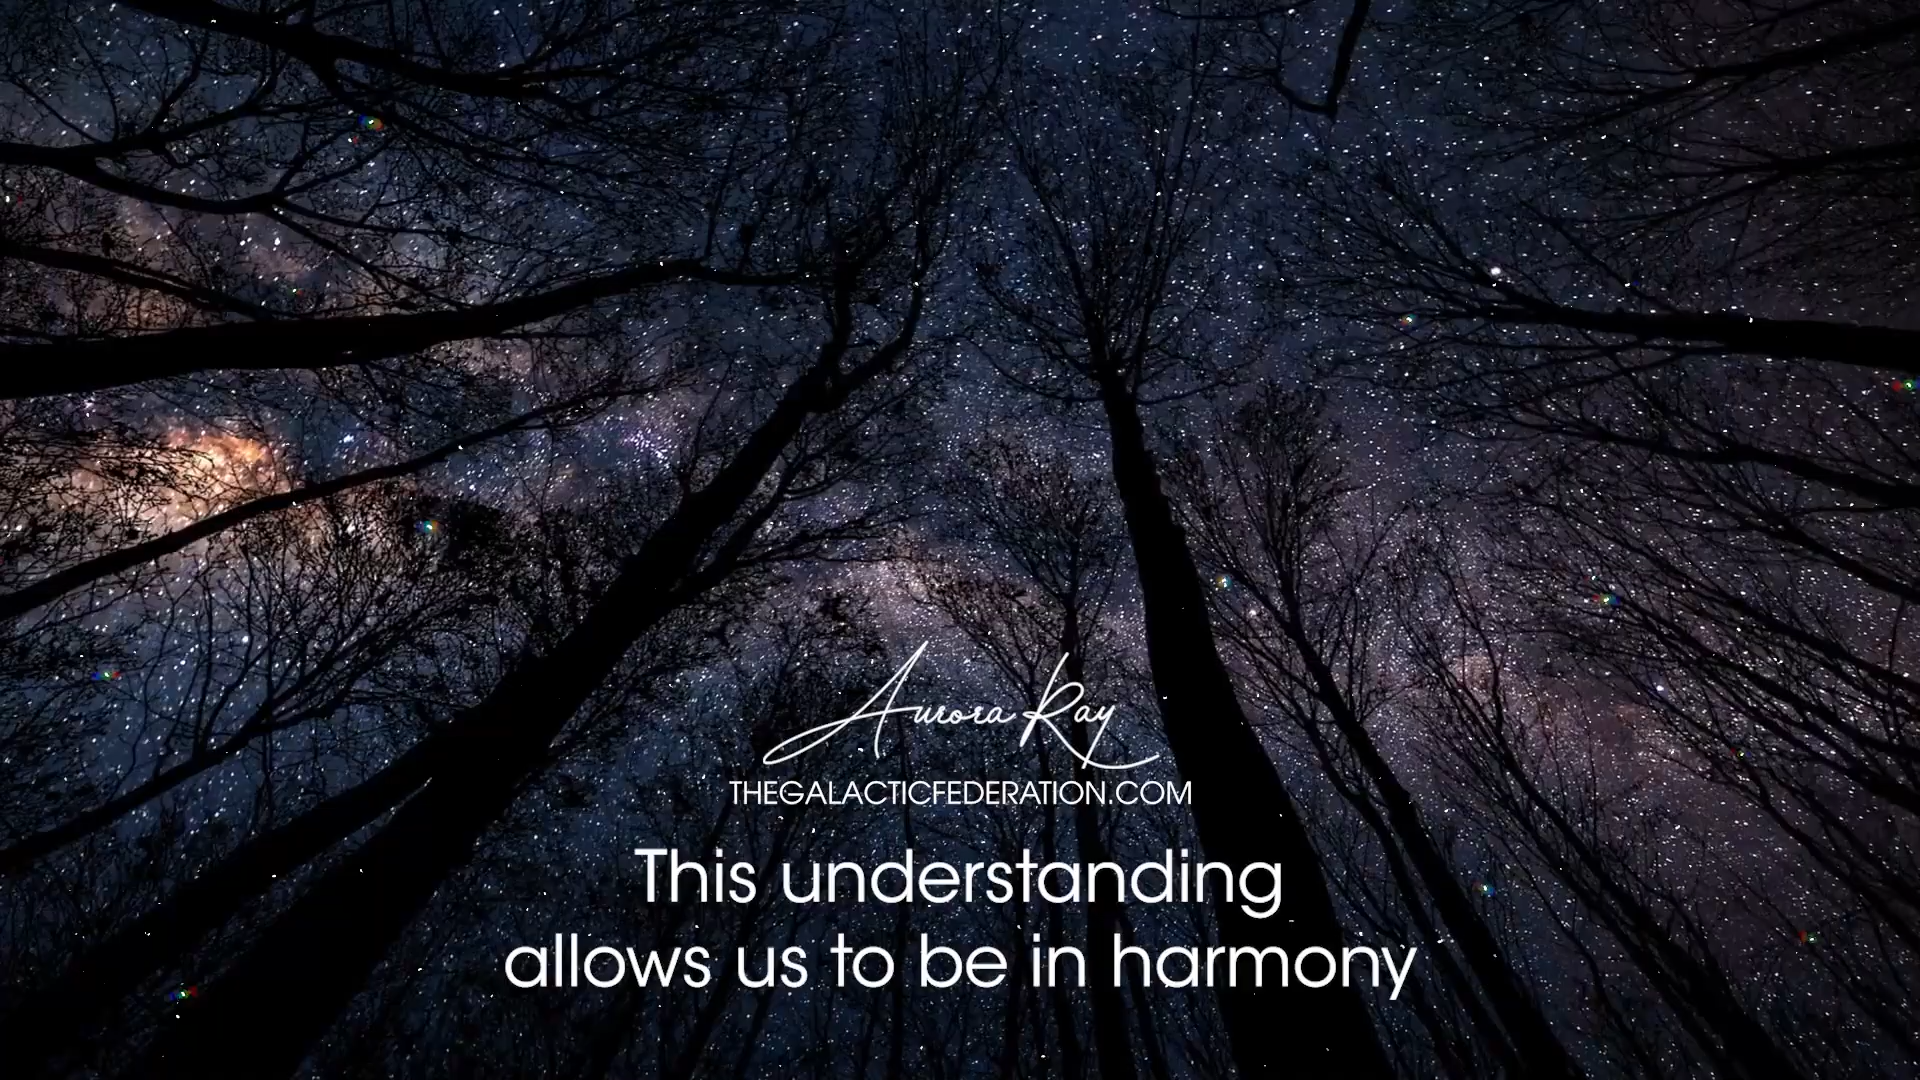 Aurora Ray
THEGALACTICFEDERATION.COM
This understanding
allows us to be in harmony